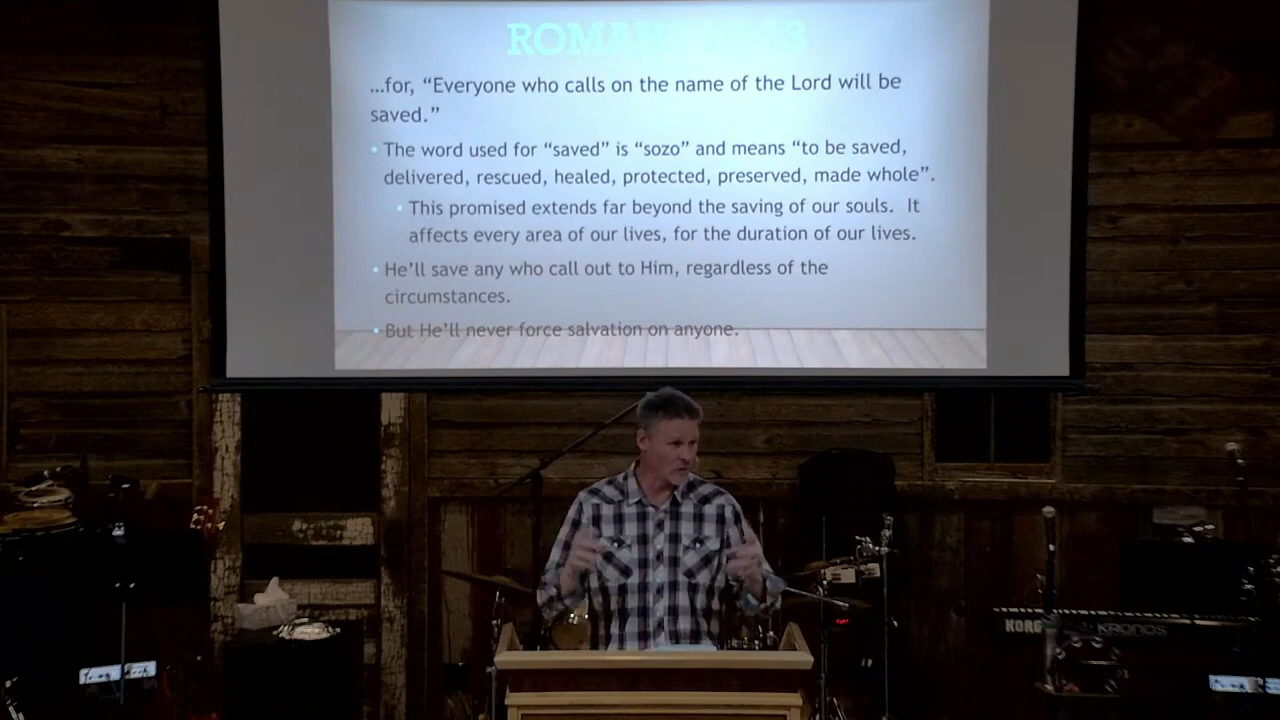 ...for, “Everyone who calls on the name of the Lord will be
saved.”
• The word used for “saved” is “sozo” and means “to be saved,
delivered, rescued, healed, protected, preserved, made whole”.
• This promised extends far beyond the saving of our souls. It
affects every area of our lives, for the duration of our lives.
• He’ll save any who call out to Him, regardless of the
circumstances.
• But He’ll never force salvation on anyone.
KORG KRONOS